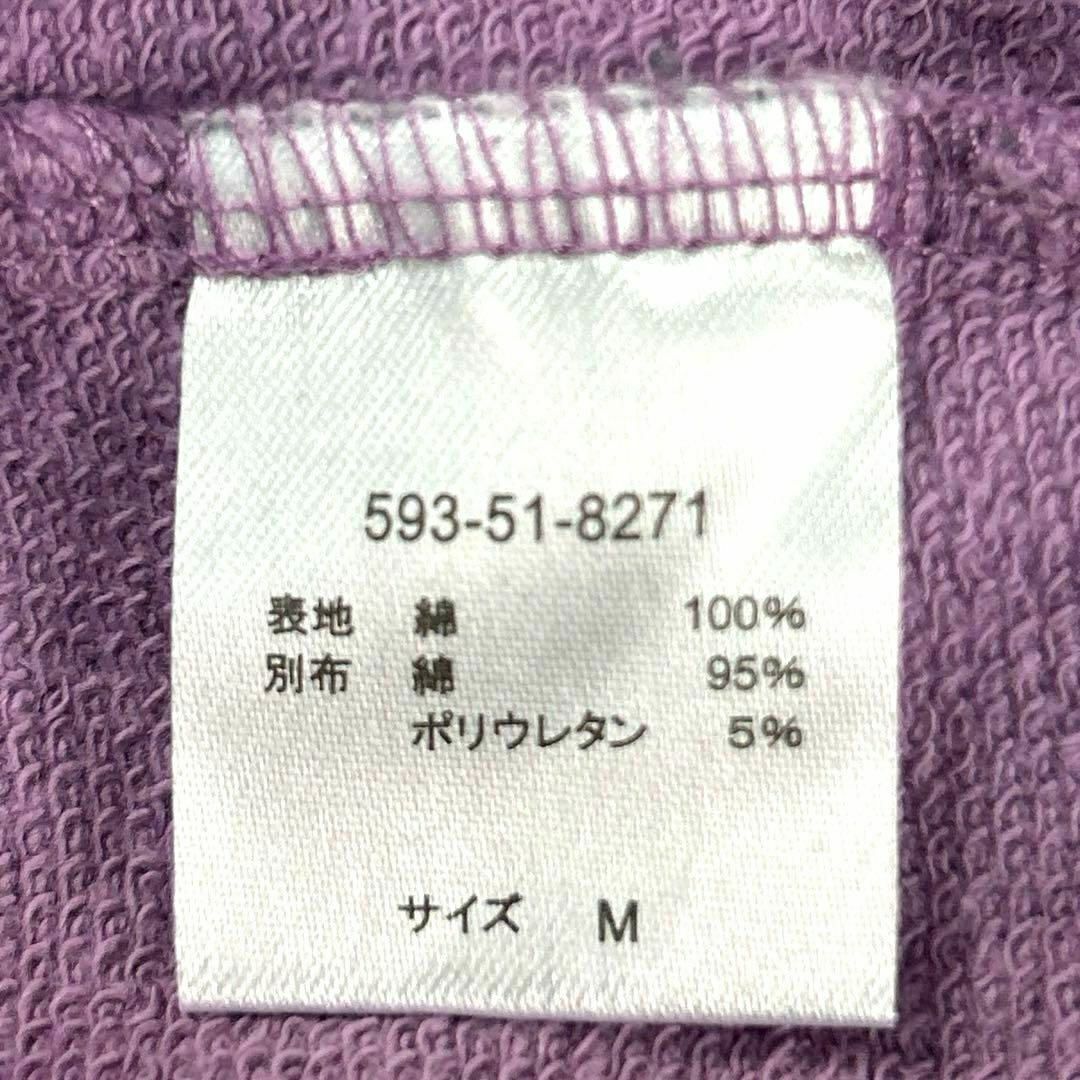 593-51-8271
表地 綿 100%
別布 綿 95%
ポリウレタン 5%
サイズ M